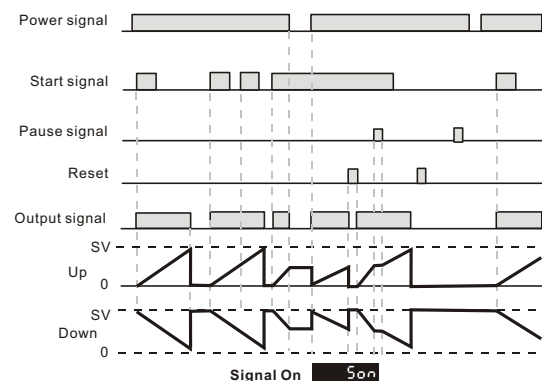 Power signal
Start signal
Pause signal
Reset
Output signal
SV
Up
0
SV
Down
0
Signal On Son